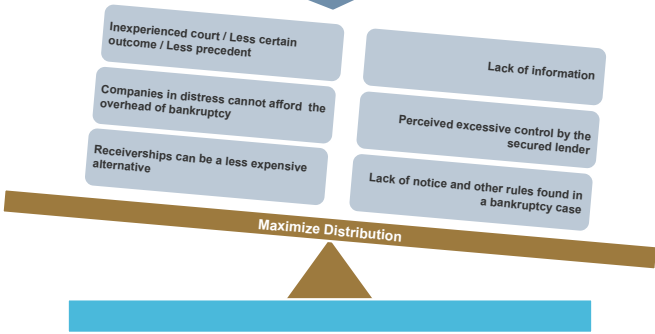 Inexperienced court / Less certain
outcome / Less precedent
Companies in distress cannot afford the
overhead of bankruptcy
Receiverships can be a less expensive
alternative
Lack of information
Perceived excessive control by the
secured lender
Lack of notice and other rules found in
a bankruptcy case
Maximize Distribution